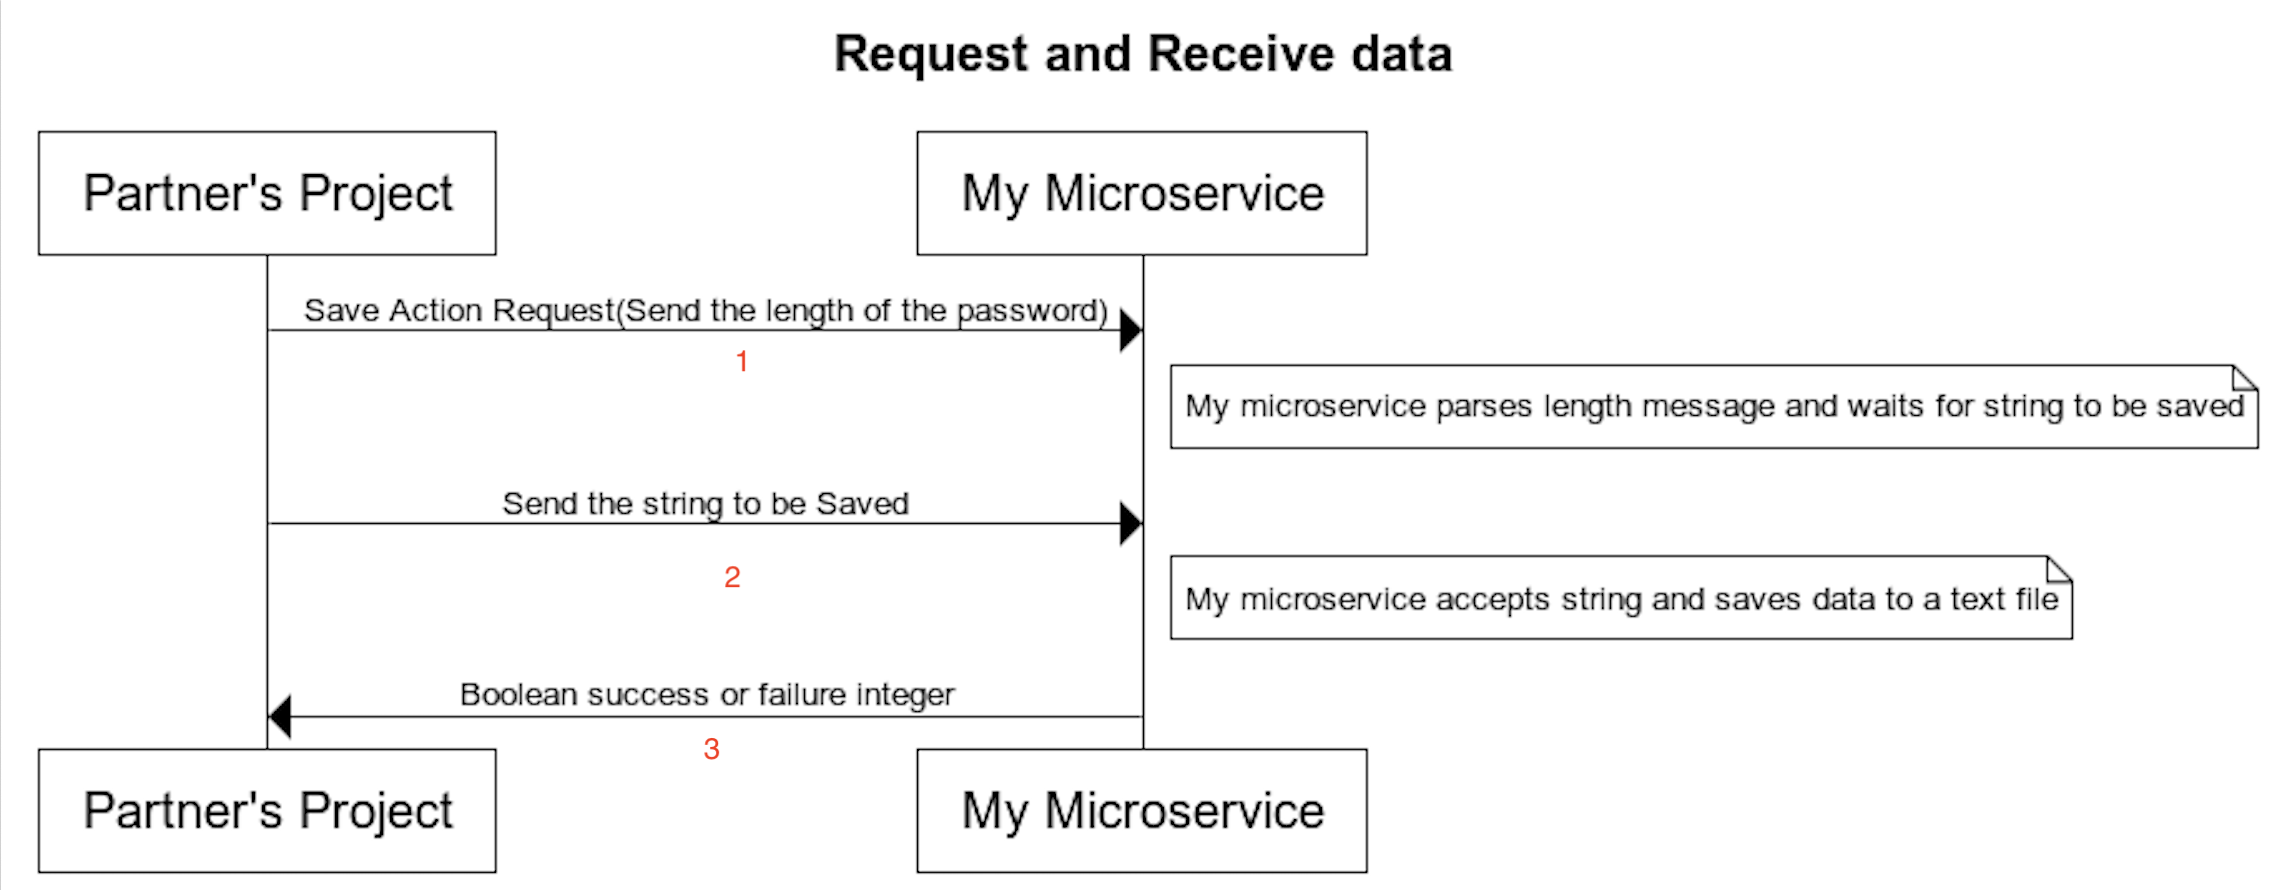 Request and Receive data
Partner's Project
My Microservice
Save Action Request(Send the length of the password)
1
My microservice parses length message and waits for string to be saved
Send the string to be Saved
2
My microservice accepts string and saves data to a text file
Boolean success or failure integer
3
Partner's Project
My Microservice